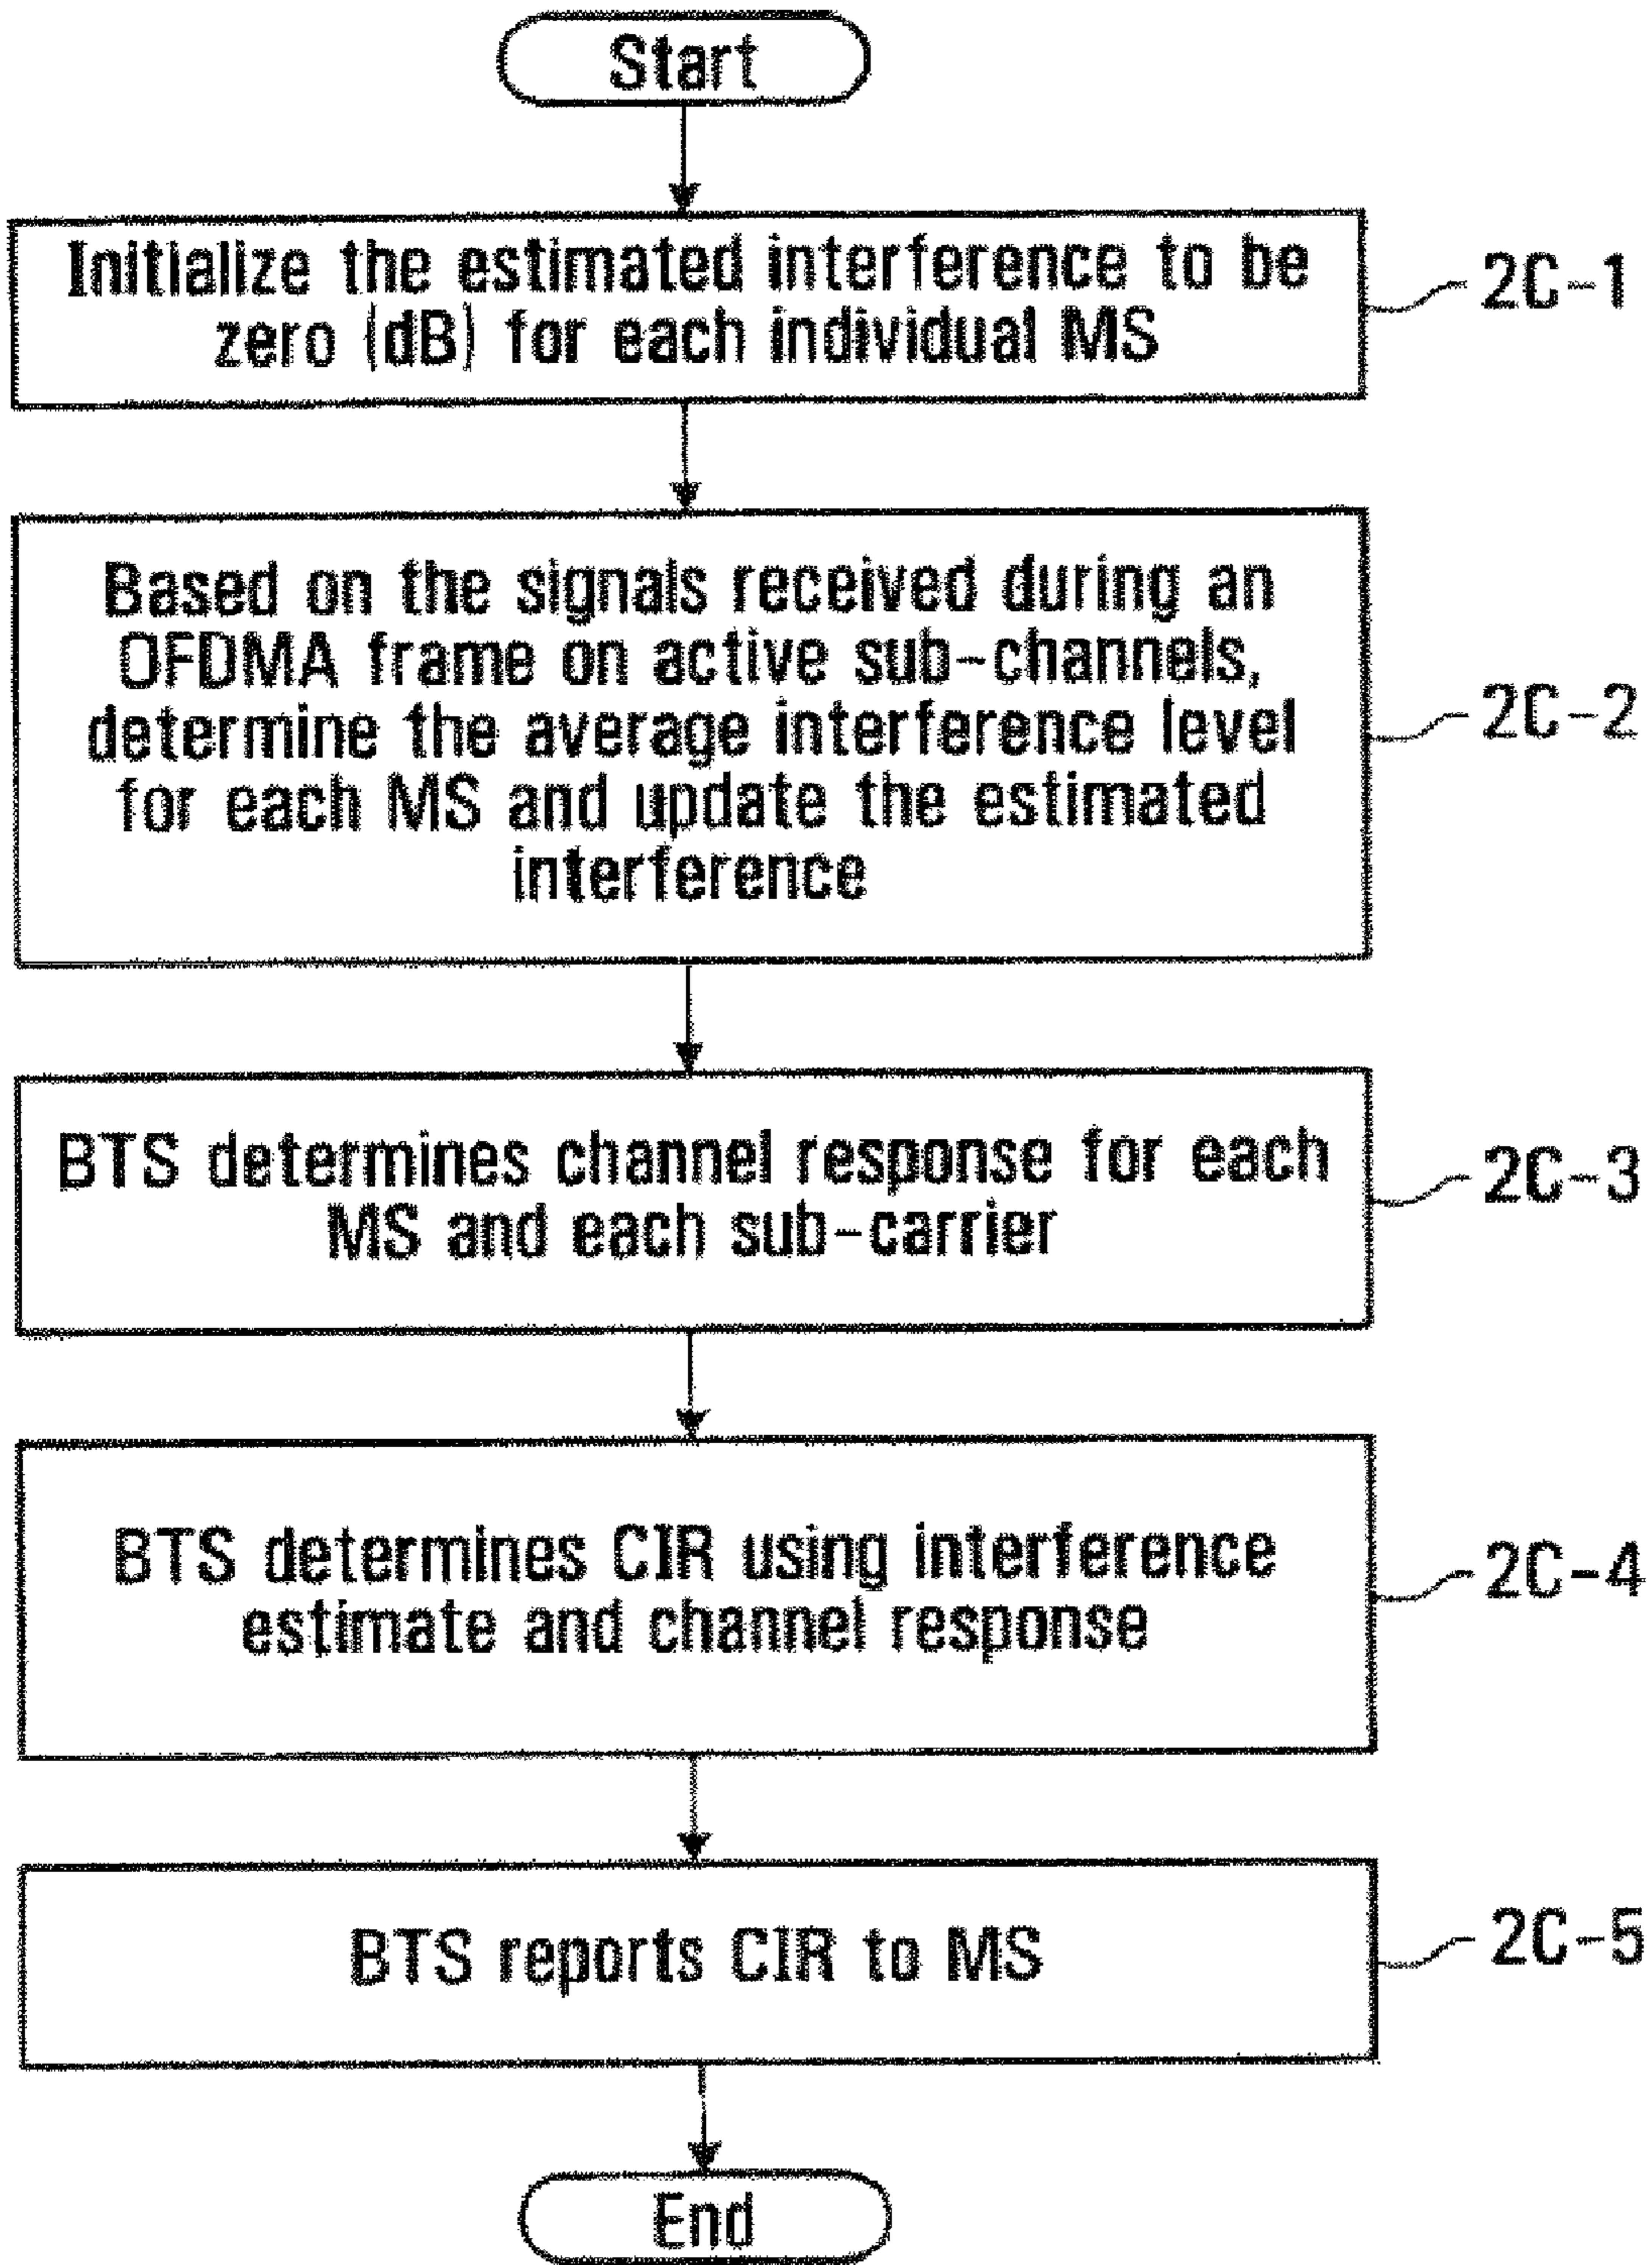 Start
Initialize the estimated interference to be
zero (dB) for each individual MS
2C-1
Based on the signals received during an
OFDMA frame on active sub-channels,
determine the average interference level
for each MS and update the estimated
interference
2C-2
BTS determines channel response for each
MS and each sub-carrier
2C-3
BTS determines CIR using interference
estimate and channel response
2C-4
BTS reports CIR to MS
2C-5
End